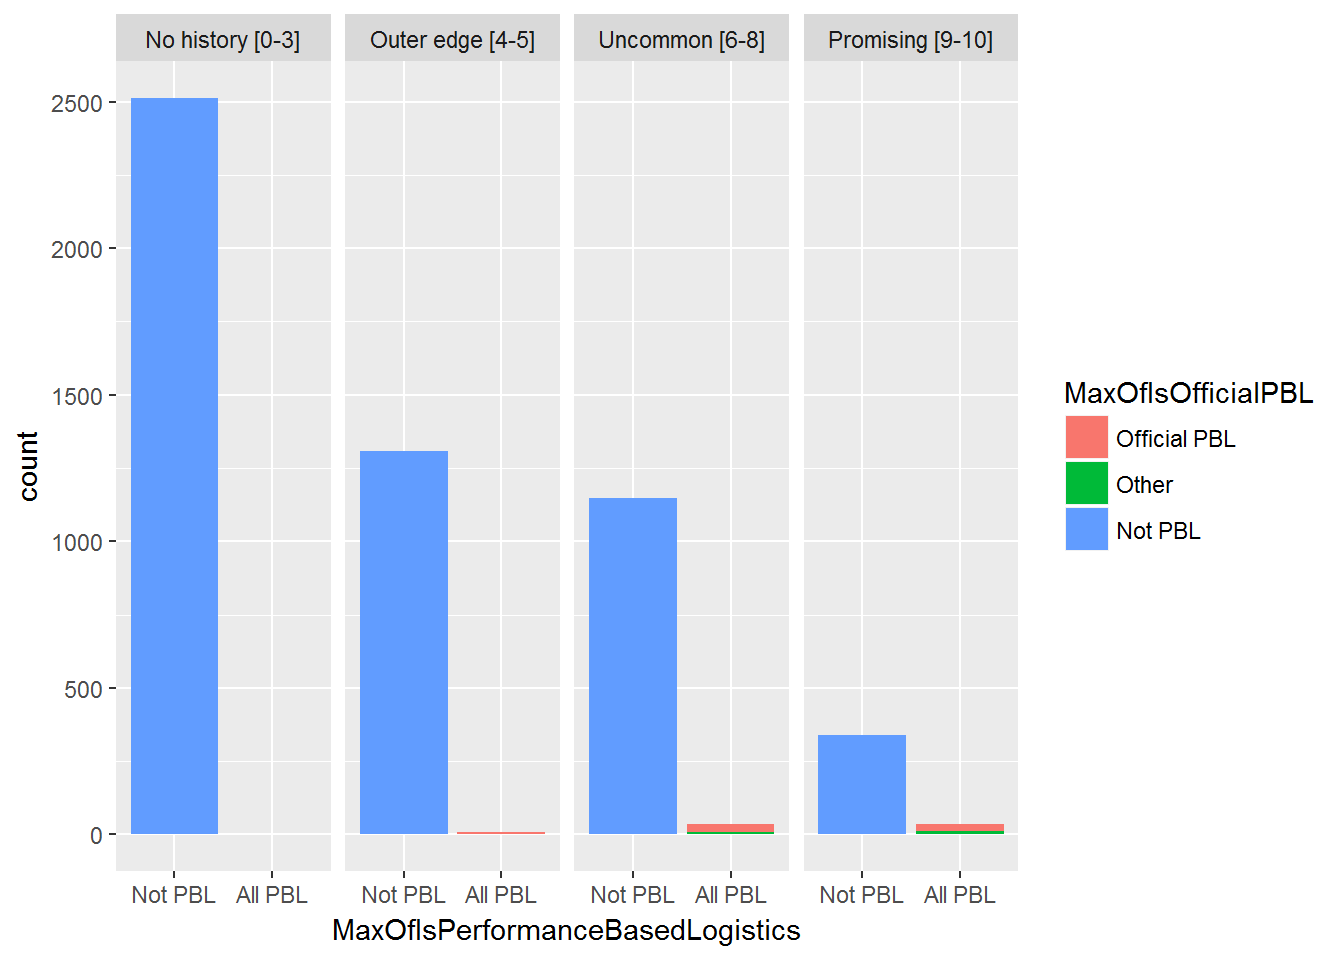 No history [0-3]
Outer edge [4-5]
Uncommon [6-8]
Promising [9-10]
2500
2000
1500
1000
500
0
count
Not PBL
All PBL
Not PBL
All PBL
Not PBL
All PBL
Not PBL
All PBL
MaxOfIsPerformanceBasedLogistics
MaxOfIsOfficialPBL
Official PBL
Other
Not PBL